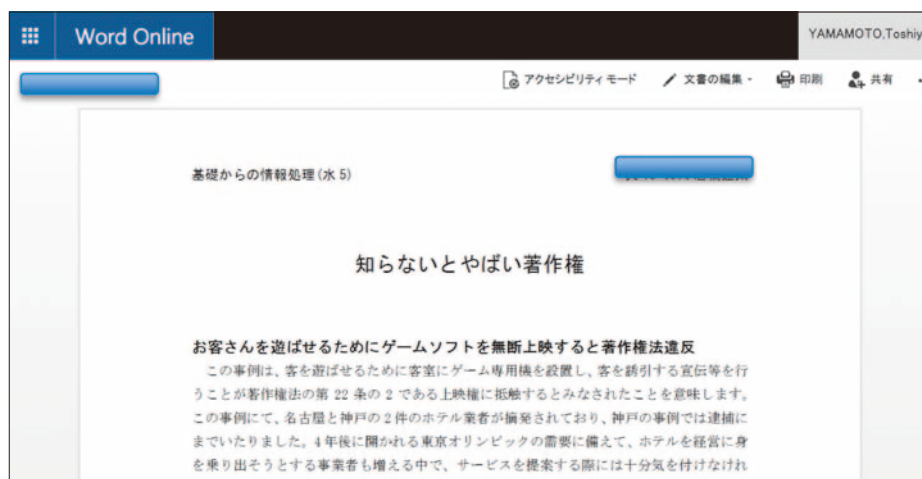 Word Online
YAMAMOTO,Toshiy
アクセシビリティ モード 文書の編集 印刷 共有
基礎からの情報処理(水 5)
知らないとやばい著作権
お客さんを遊ばせるためにゲームソフトを無断上映すると著作権法違反
この事例は、客を遊ばせるために客室にゲーム専用機を設置し、客を誘引する宣伝等を行
うことが著作権法の第 22 条の 2 である上映権に抵触するとみなされたことを意味します。
この事例にて、名古屋と神戸の 2 件のホテル業者が摘発されており、神戸の事例では逮捕に
までいたりました。4 年後に開かれる東京オリンピックの需要に備えて、ホテルを経営に身
を乗り出そうとする事業者も増える中で、サービスを提案する際には十分気を付けなけれ